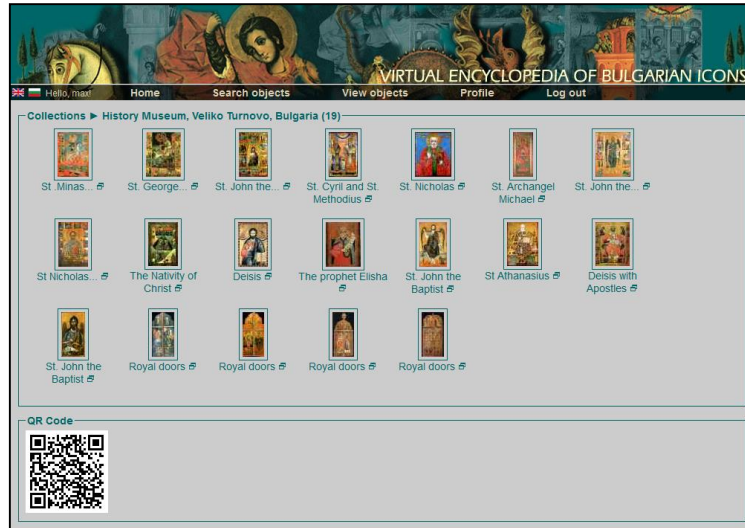 VIRTUAL ENCYCLOPEDIA OF BULGARIAN ICONS
Hello, max! Home Search objects View objects Profile Log out
Collections ► History Museum, Veliko Turnovo, Bulgaria (19)
St .Minas... St. George... St. John the... St. Cyril and St. Methodius St. Nicholas St. Archangel Michael St. John the...
St Nicholas... The Nativity of Christ Deisis The prophet Elisha St. John the Baptist St Athanasius Deisis with Apostles
St. John the Baptist Royal doors Royal doors Royal doors Royal doors
QR Code